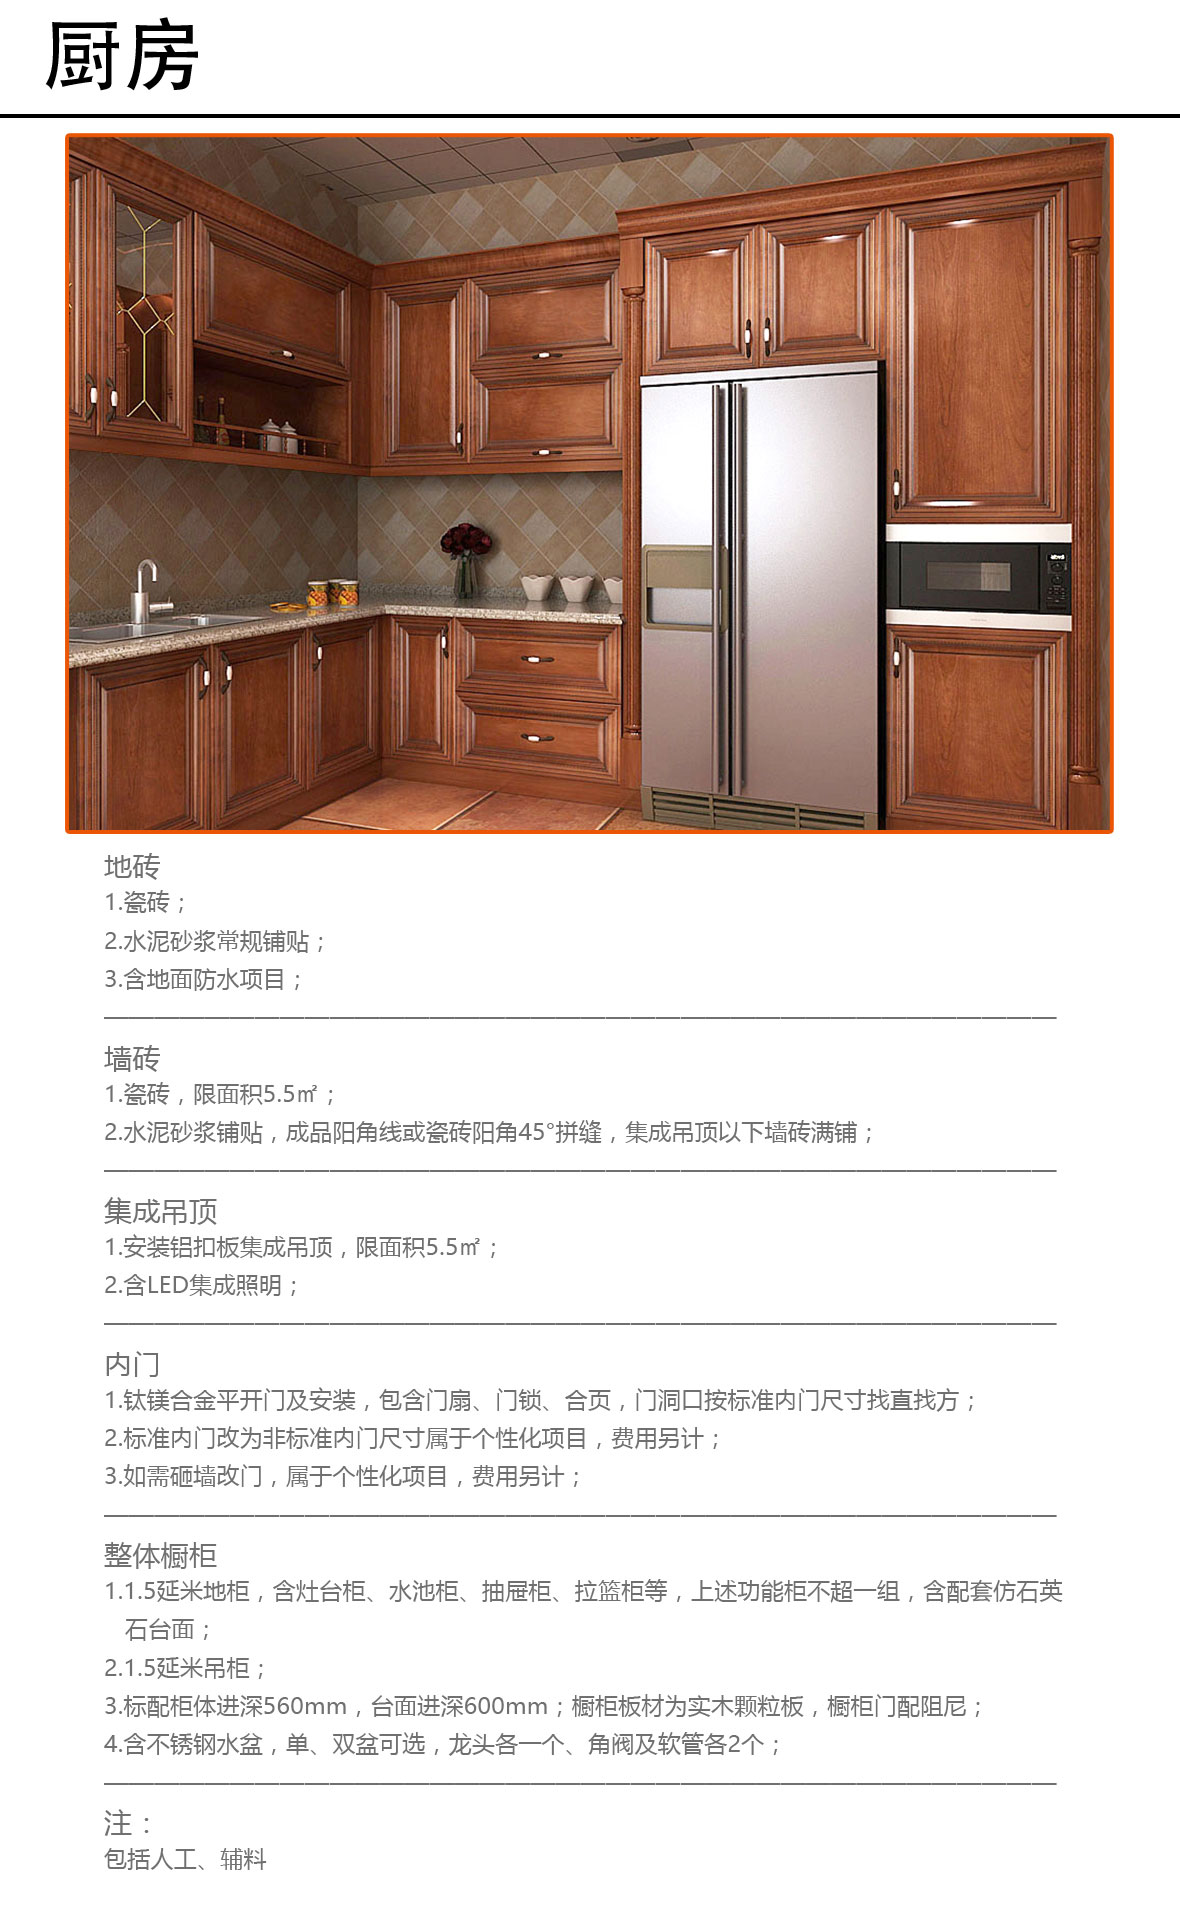 厨房
地砖
1.瓷砖；
2.水泥砂浆常规铺贴；
3.含地面防水项目；
墙砖
1.瓷砖，限面积5.5㎡；
2.水泥砂浆铺贴，成品阳角线或瓷砖阳角45°拼缝，集成吊顶以下墙砖满铺；
集成吊顶
1.安装铝扣板集成吊顶，限面积5.5㎡；
2.含LED集成照明；
内门
1.钛镁合金平开门及安装，包含门扇、门锁、合页，门洞口按标准内门尺寸找直找方；
2.标准内门改为非标准内门尺寸属于个性化项目，费用另计；
3.如需砸墙改门，属于个性化项目，费用另计；
整体橱柜
1.1.5延米地柜，含灶台柜、水池柜、抽屉柜、拉篮柜等，上述功能柜不超一组，含配套仿石英
石台面；
2.1.5延米吊柜；
3.标配柜体进深560mm，台面进深600mm；橱柜板材为实木颗粒板，橱柜门配阻尼；
4.含不锈钢水盆，单、双盆可选，龙头各一个、角阀及软管各2个；
注：
包括人工、辅料